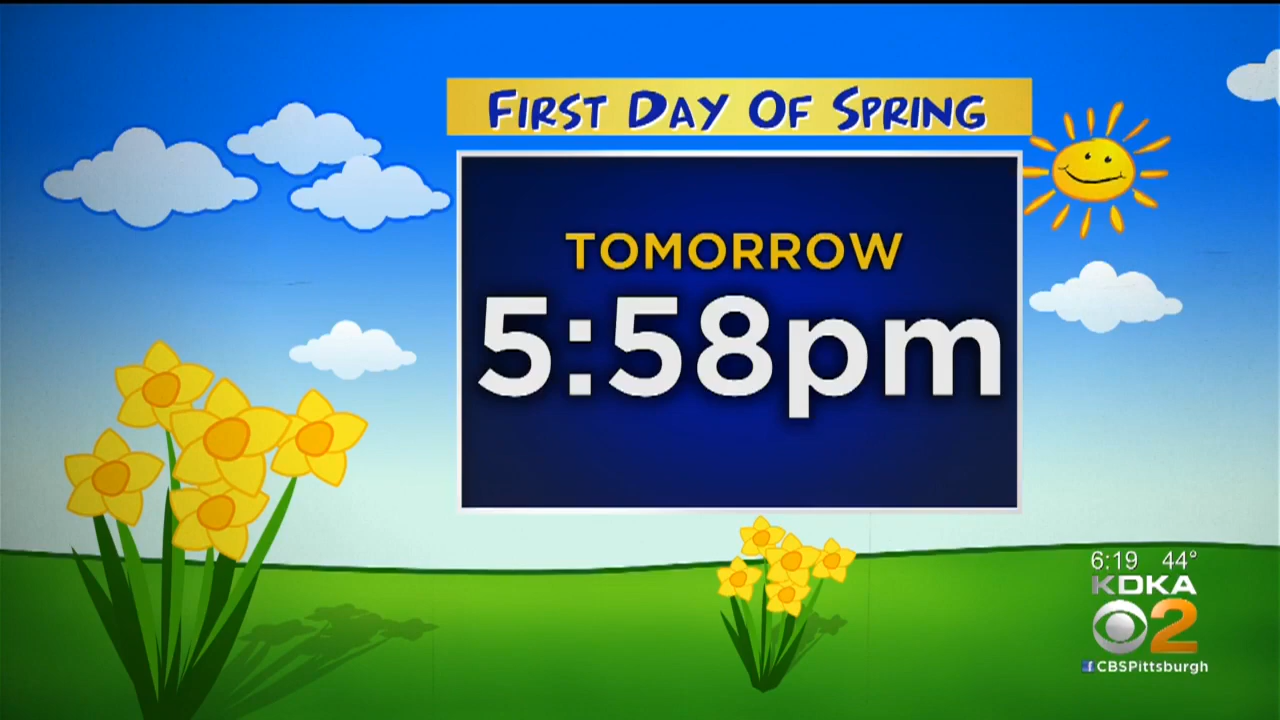 First Day Of Spring
TOMORROW
5:58pm
6:19 44°
KDKA
2
f CBSPittsburgh